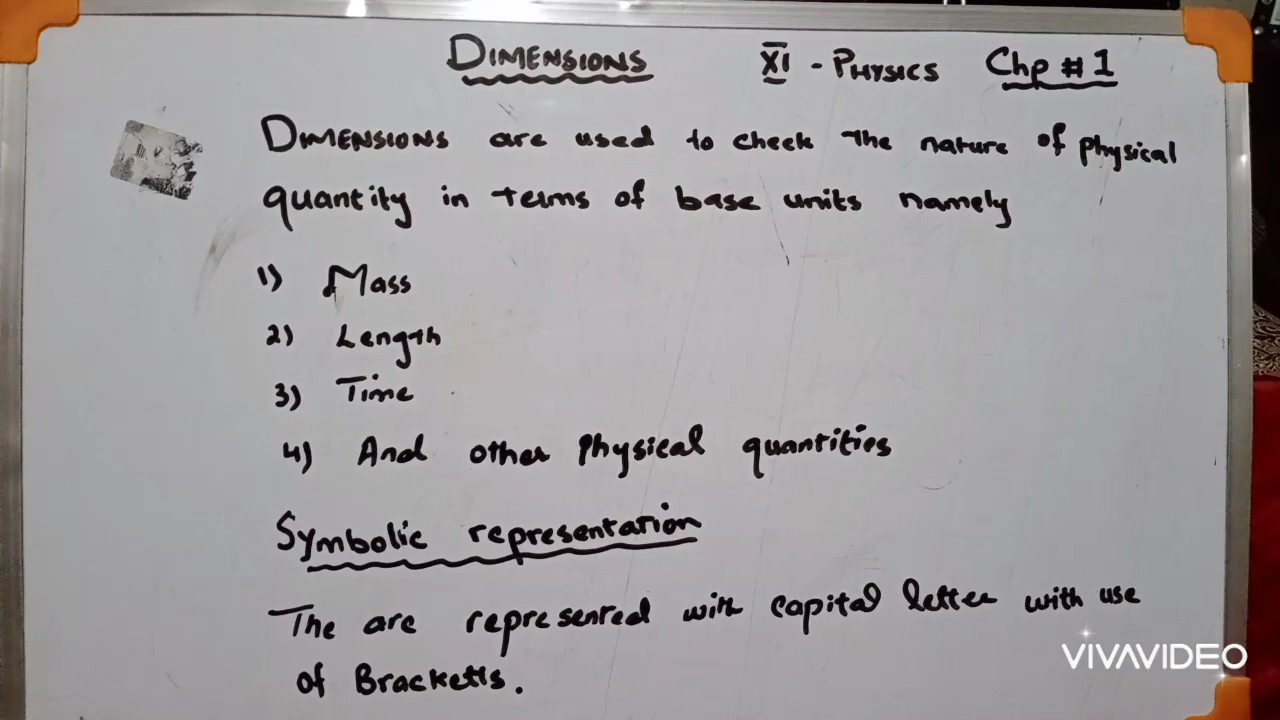 DIMENSIONS XI - PHYSICS Chp # 1
DIMENSIONS are used to check the nature of physical
quantity in terms of base units namely
1) Mass
2) Length
3) Time
4) And other Physical quantities
Symbolic representation
The are represented with capital letter with use
of Bracketts.
VIVAVIDEO